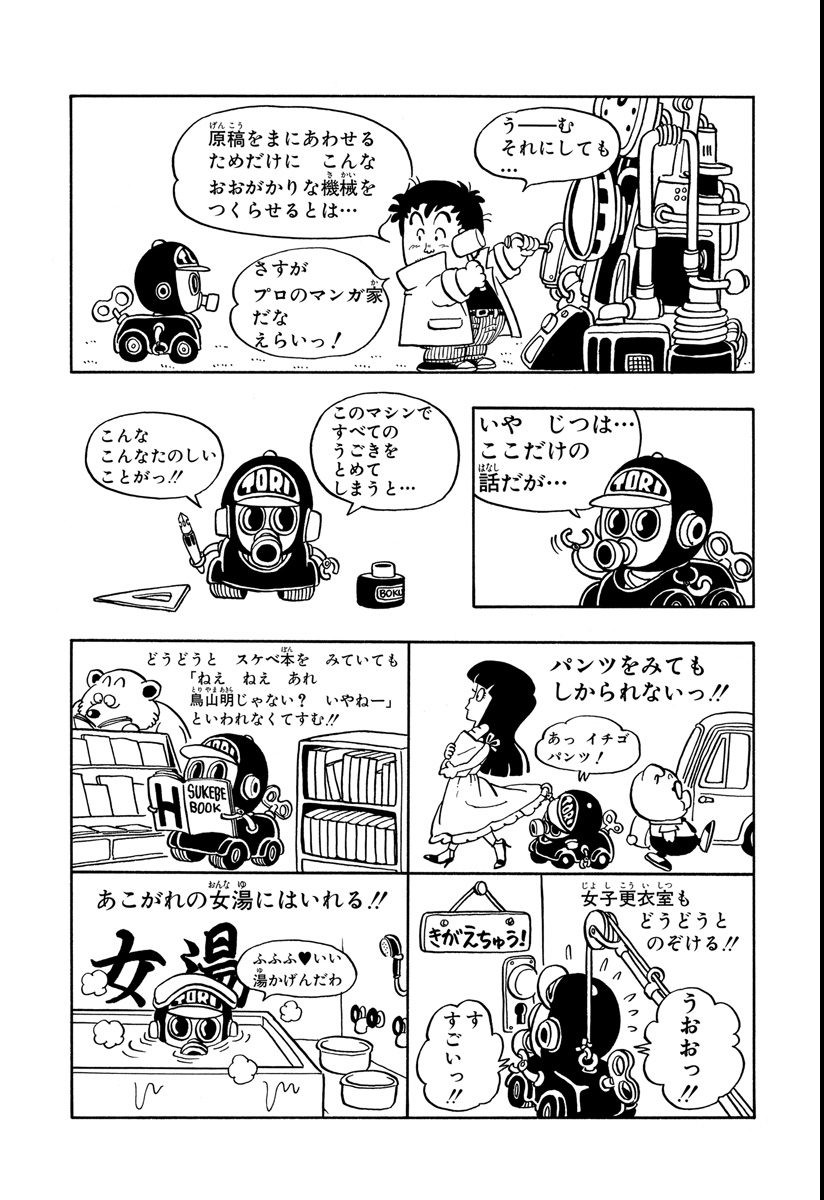 うーーむ
それにしても
…
原稿をまにあわせる
ためだけに　こんな
おおがかりな機械を
つくらせるとは…
さすが
プロのマンガ家
だな
えらいっ！
いや　じつは…
ここだけの
話だが…
TORI
このマシンで
すべての
うごきを
とめて
しまうと…
こんな
こんなたのしい
ことがっ!!
TORI
BOKU
パンツをみても
しかられないっ!!
あっ イチゴ
パンツ！
どうどうと　スケベ本を　みていても
「ねえ　ねえ　あれ
鳥山明じゃない？　いやねー」
といわれなくてすむ!!
H
SUKEBE
BOOK
女子更衣室も
どうどうと
のぞける!!
きがえちゅう!
うおおっ!!
す
すごいっ!!
あこがれの女湯にはいれる!!
女湯
ふふふ♥いい
湯かげんだわ
TORI